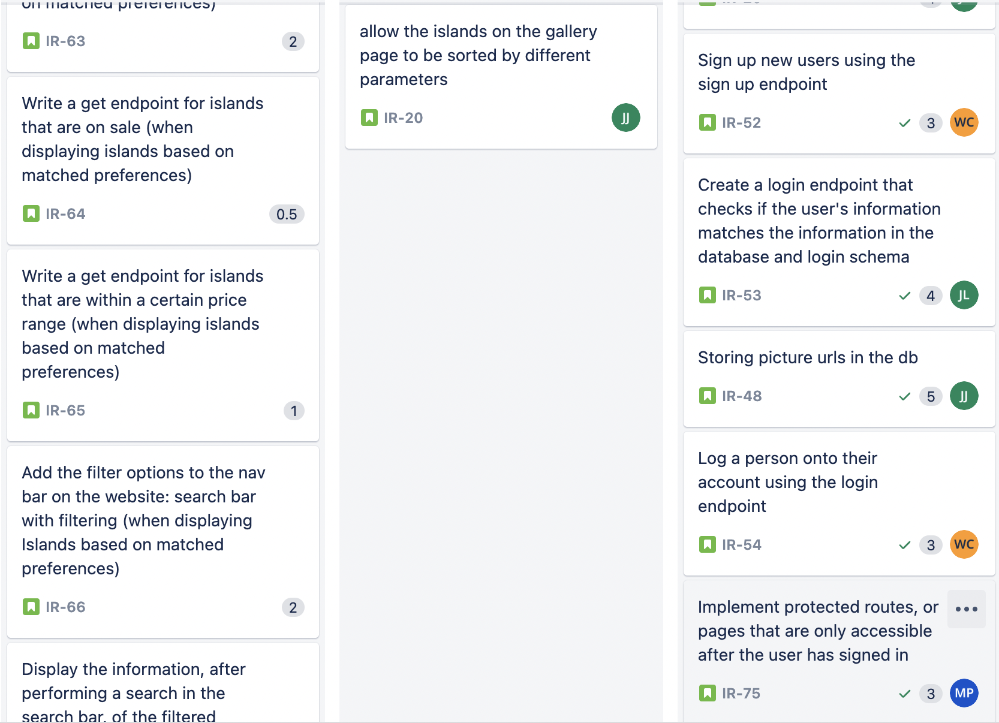 on matched preferences)
IR-63
2
Write a get endpoint for islands
that are on sale (when
displaying islands based on
matched preferences)
IR-64
0.5
Write a get endpoint for islands
that are within a certain price
range (when displaying islands
based on matched
preferences)
IR-65
1
Add the filter options to the nav
bar on the website: search bar
with filtering (when displaying
Islands based on matched
preferences)
IR-66
2
Display the information, after
performing a search in the
search bar, of the filtered
allow the islands on the gallery
page to be sorted by different
parameters
IR-20
JJ
Sign up new users using the
sign up endpoint
IR-52
3
WC
Create a login endpoint that
checks if the user's information
matches the information in the
database and login schema
IR-53
4
JL
Storing picture urls in the db
IR-48
5
JJ
Log a person onto their
account using the login
endpoint
IR-54
3
WC
Implement protected routes, or
pages that are only accessible
after the user has signed in
IR-75
3
MP